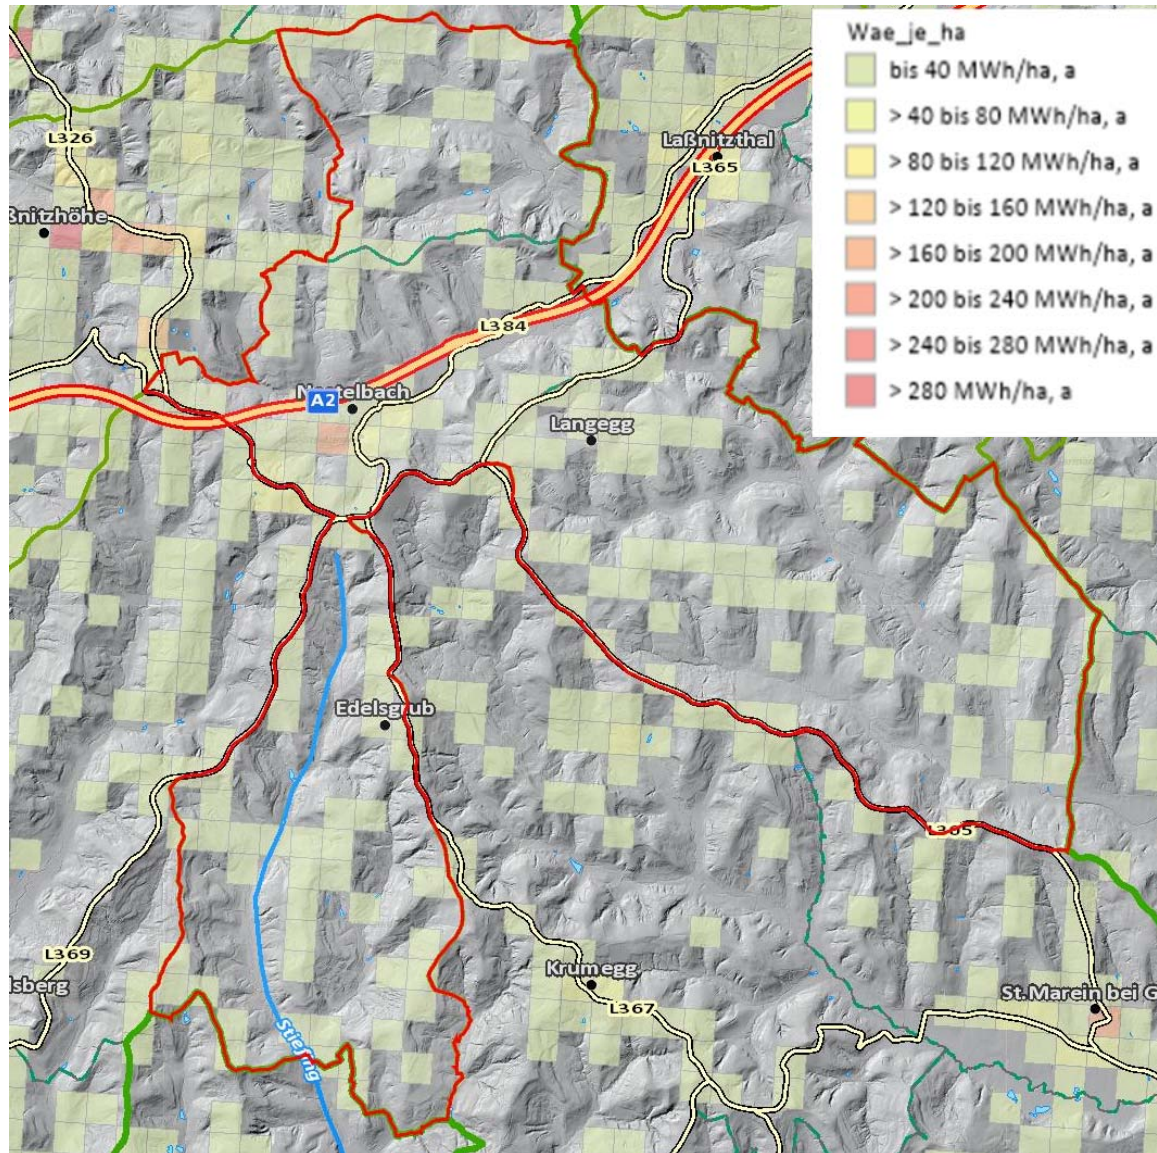 Wae_je_ha
bis 40 MWh/ha, a
> 40 bis 80 MWh/ha, a
> 80 bis 120 MWh/ha, a
> 120 bis 160 MWh/ha, a
> 160 bis 200 MWh/ha, a
> 200 bis 240 MWh/ha, a
> 240 bis 280 MWh/ha, a
> 280 MWh/ha, a
L326
Laßnitzthal
L365
ßnitzhöhe
L384
A2
Langegg
Edelsgrub
L365
L369
lsberg
Krumegg
L367
St.Marein bei G
Stiefing